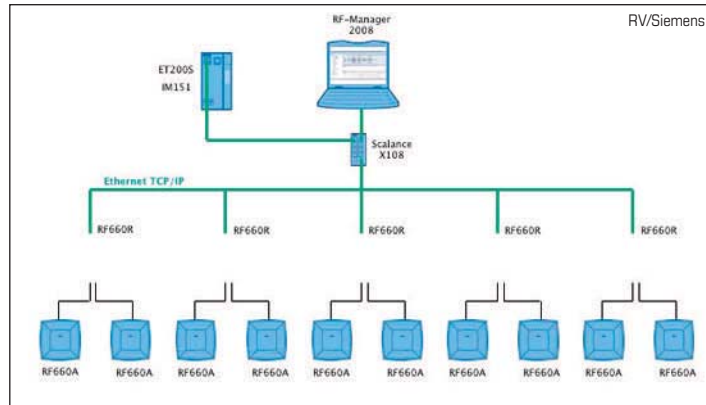 RV/Siemens
RF-Manager
2008
ET200S
IM151
Scalance
X108
Ethernet TCP/IP
RF660R RF660R RF660R RF660R RF660R
RF660A RF660A RF660A RF660A RF660A RF660A RF660A RF660A RF660A RF660A